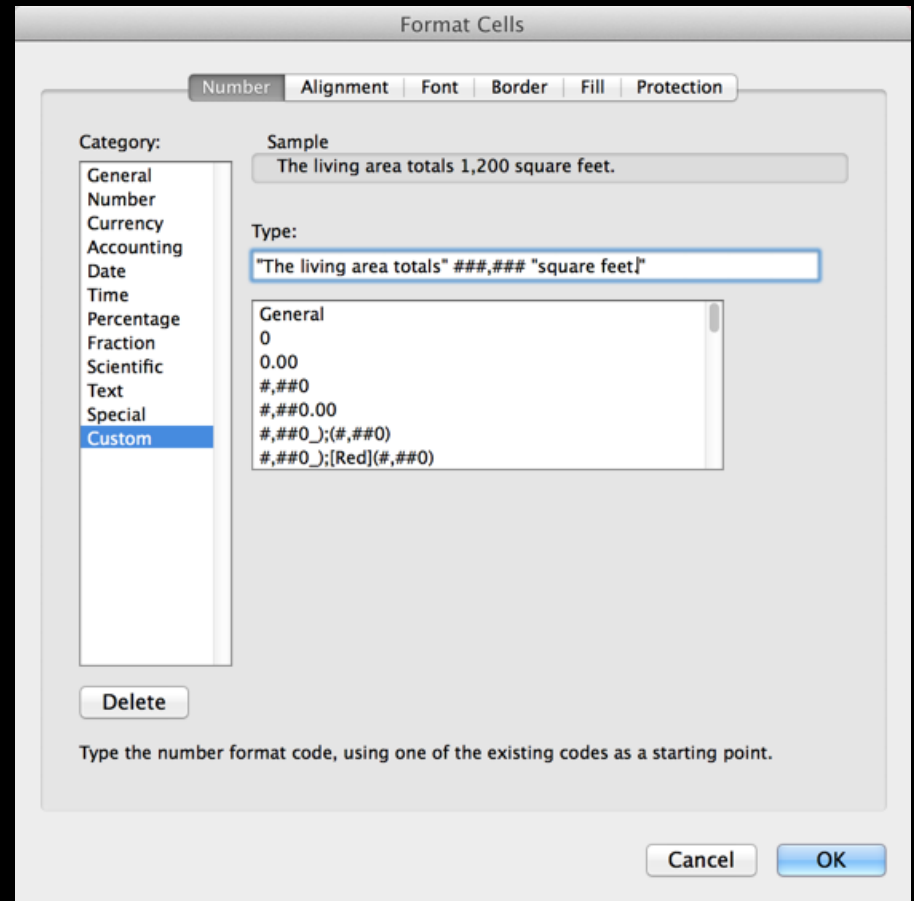 Format Cells
Number Alignment Font Border Fill Protection
Category:
General
Number
Currency
Accounting
Date
Time
Percentage
Fraction
Scientific
Text
Special
Custom
Sample
The living area totals 1,200 square feet.
Type:
"The living area totals" ###,### "square feet."
General
0
0.00
#,##0
#,##0.00
#,##0_);(#,##0)
#,##0_);[Red](#,##0)
Delete
Type the number format code, using one of the existing codes as a starting point.
Cancel OK